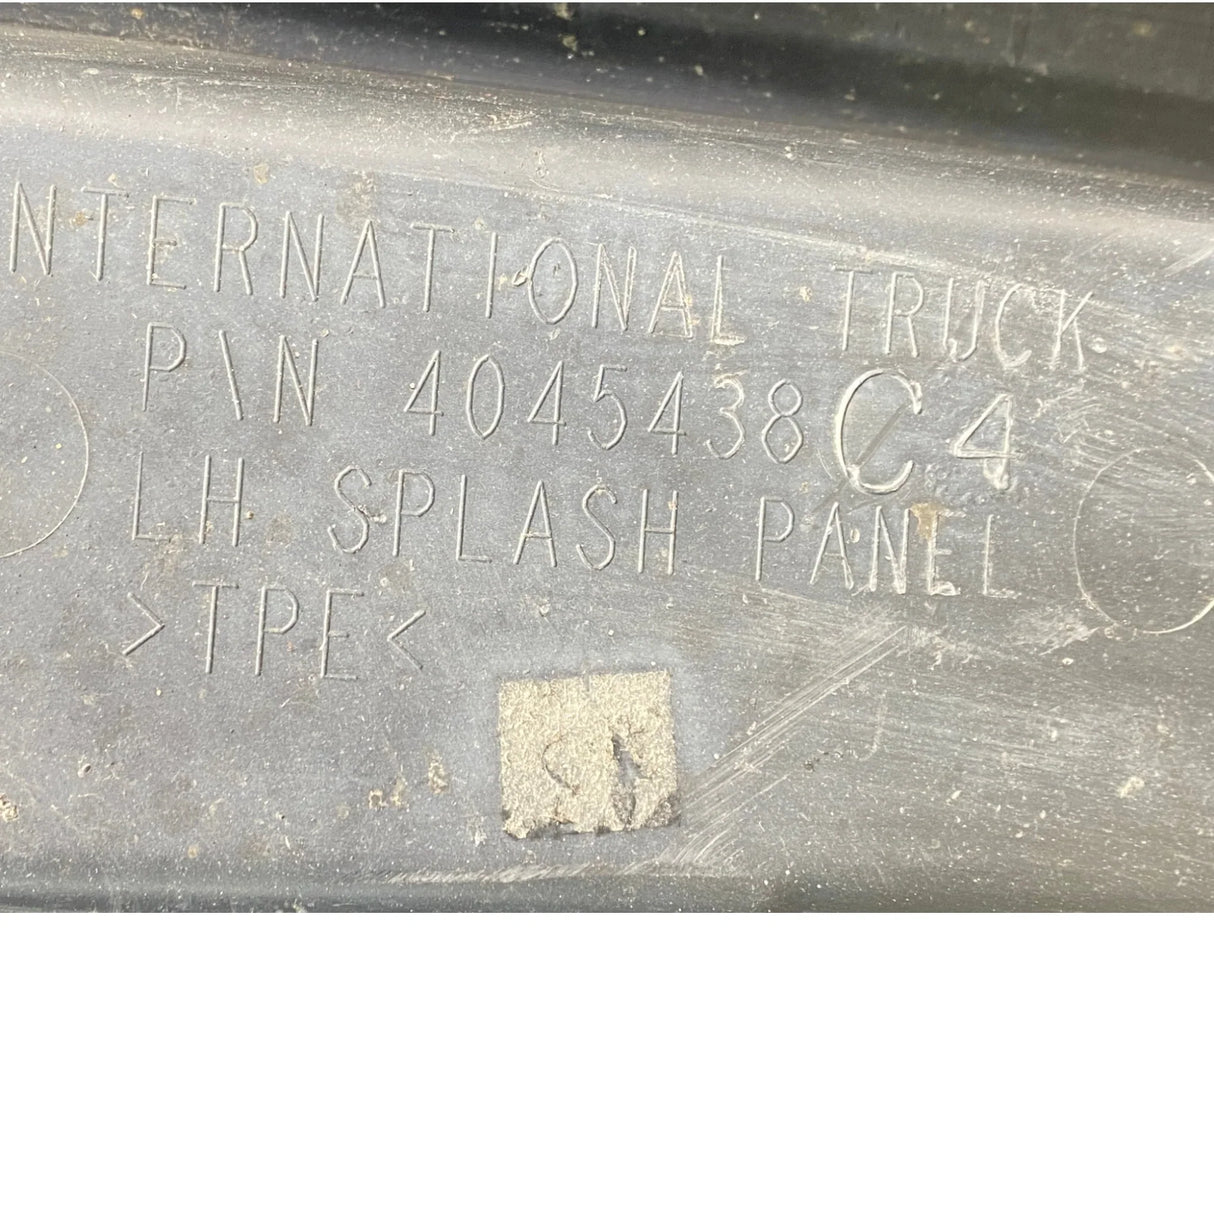 NTERNATIONAL TRUCK
P\N 4045438C4
LH SPLASH PANEL
>TPE<